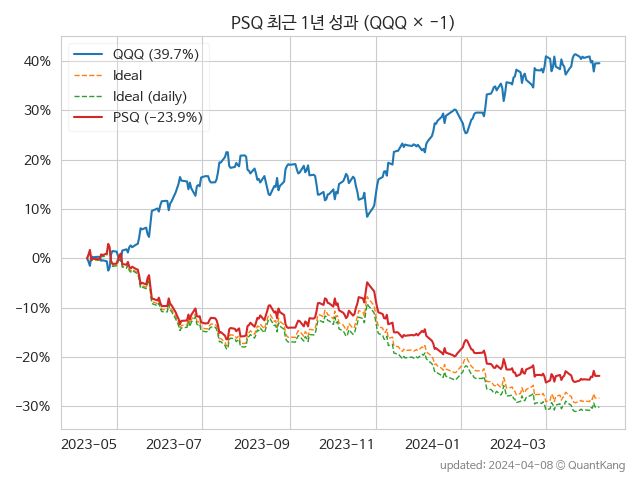 PSQ 최근 1년 성과 (QQQ × −1)
QQQ (39.7%)
Ideal
Ideal (daily)
PSQ (−23.9%)
40%
30%
20%
10%
0%
−10%
−20%
−30%
2023-05 2023-07 2023-09 2023-11 2024-01 2024-03
updated: 2024-04-08 © QuantKang